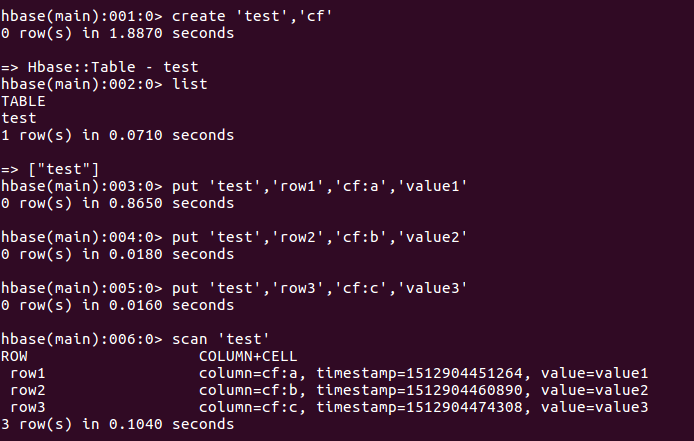 hbase(main):001:0> create 'test','cf'
0 row(s) in 1.8870 seconds
=> Hbase::Table - test
hbase(main):002:0> list
TABLE
test
1 row(s) in 0.0710 seconds
=> ["test"]
hbase(main):003:0> put 'test','row1','cf:a','value1'
0 row(s) in 0.8650 seconds
hbase(main):004:0> put 'test','row2','cf:b','value2'
0 row(s) in 0.0180 seconds
hbase(main):005:0> put 'test','row3','cf:c','value3'
0 row(s) in 0.0160 seconds
hbase(main):006:0> scan 'test'
ROW                   COLUMN+CELL
 row1                 column=cf:a, timestamp=1512904451264, value=value1
 row2                 column=cf:b, timestamp=1512904460890, value=value2
 row3                 column=cf:c, timestamp=1512904474308, value=value3
3 row(s) in 0.1040 seconds